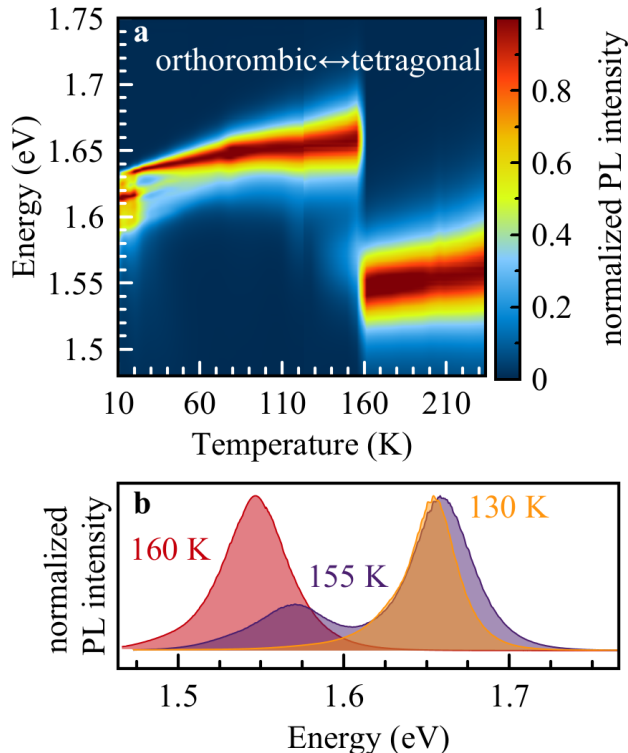 a
orthorombic↔tetragonal
1.75
1.7
1.65
1.6
1.55
1.5
Energy (eV)
10 60 110 160 210
Temperature (K)
1
0.8
0.6
0.4
0.2
0
normalized PL intensity
b
160 K
155 K
130 K
normalized
PL intensity
1.5 1.6 1.7
Energy (eV)